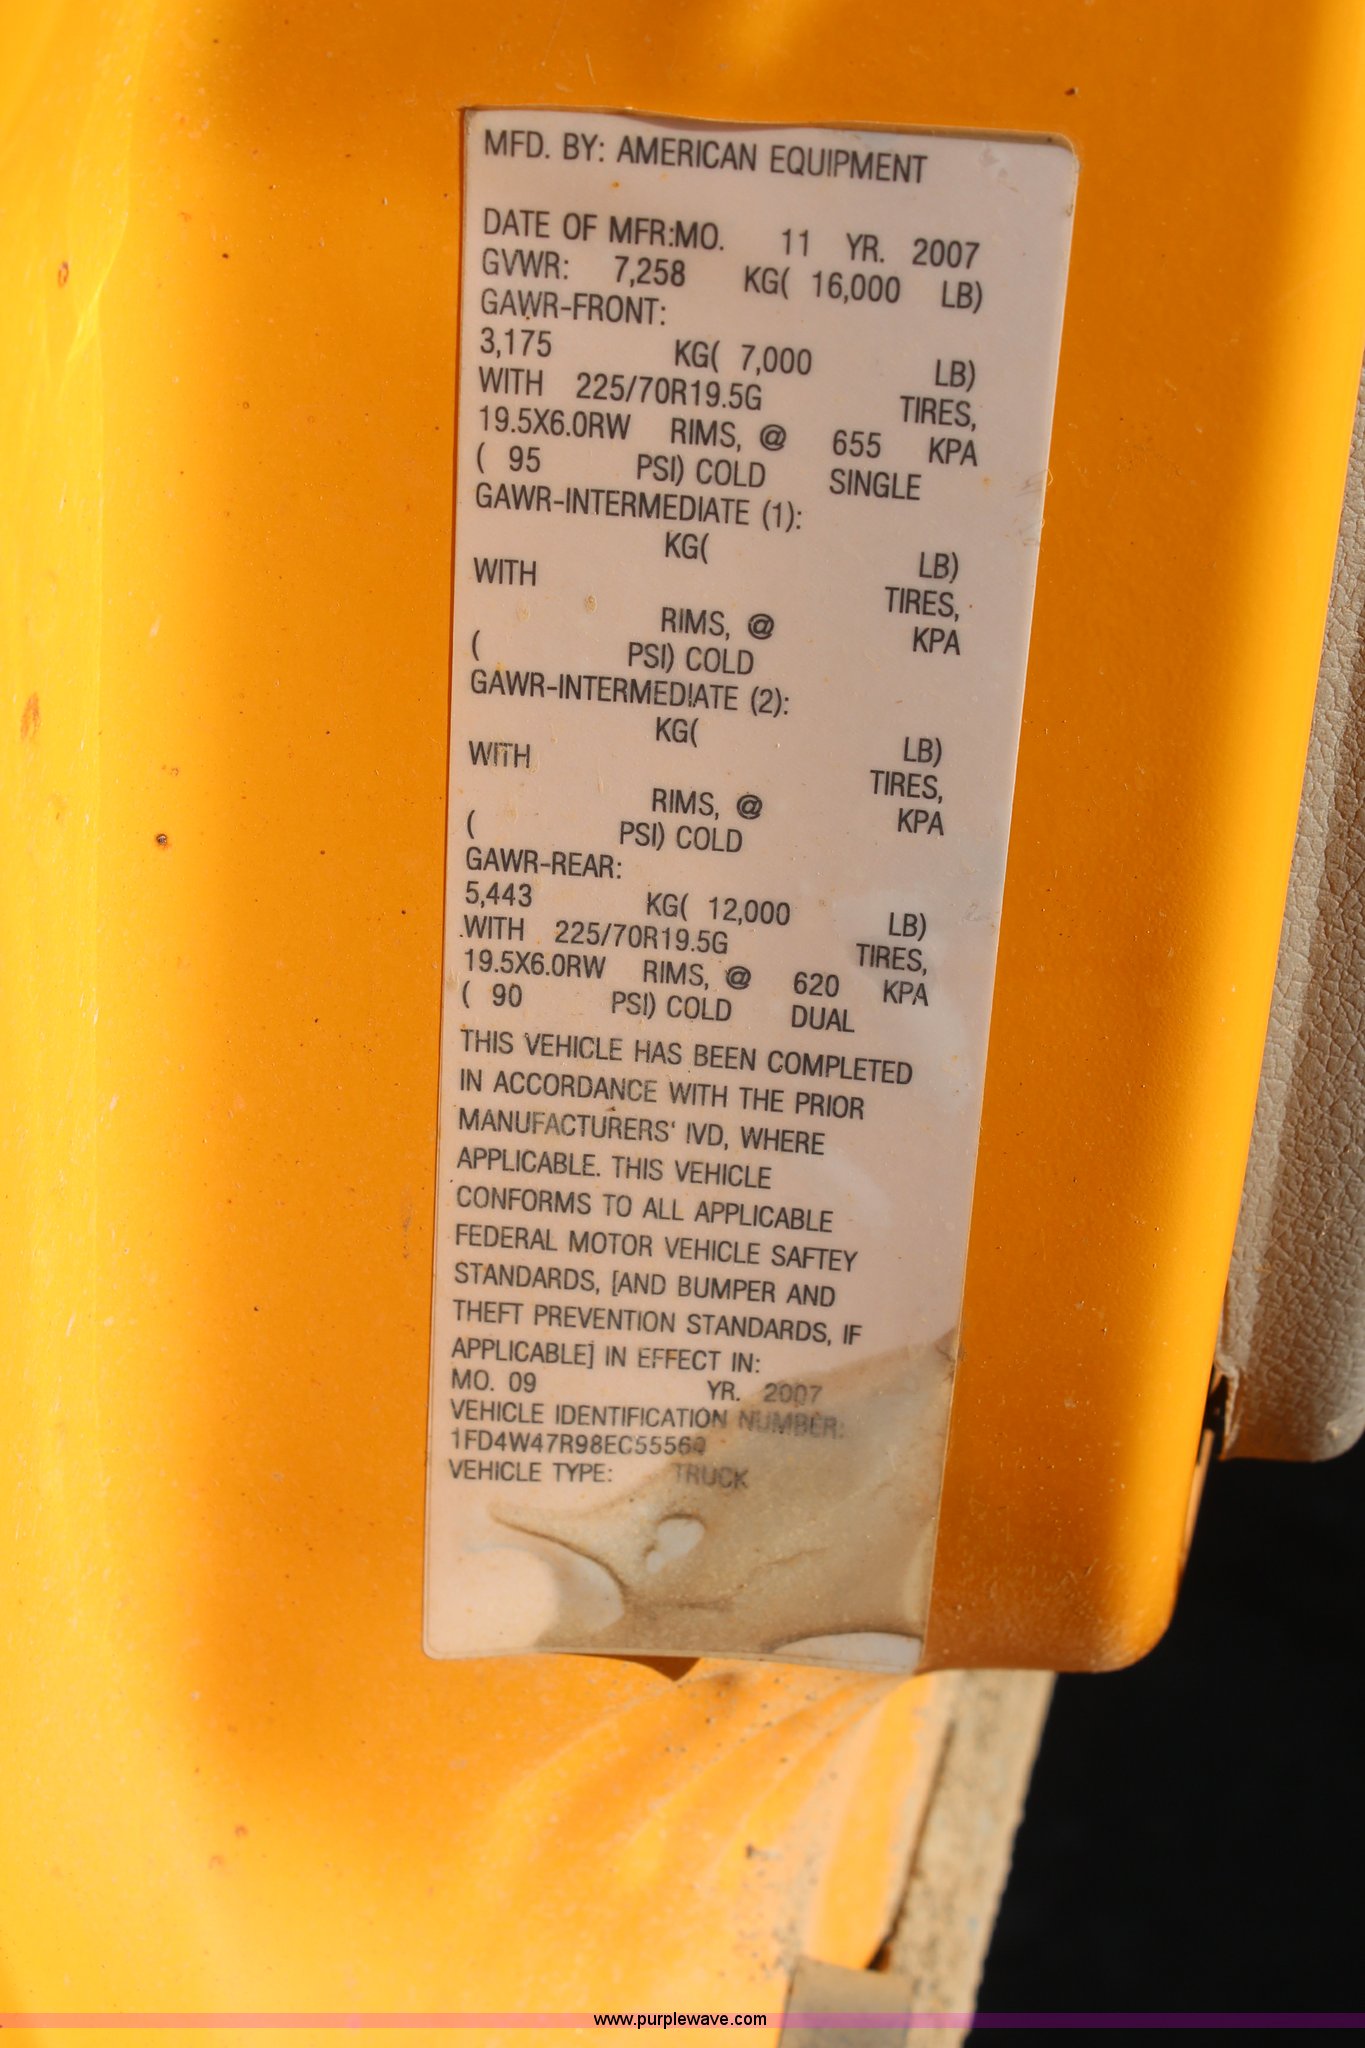 MFD. BY: AMERICAN EQUIPMENT
DATE OF MFR:MO. 11 YR. 2007
GVWR: 7,258 KG( 16,000 LB)
GAWR-FRONT:
3,175 KG( 7,000 LB)
WITH 225/70R19.5G TIRES,
19.5X6.0RW RIMS, @ 655 KPA
( 95 PSI) COLD SINGLE
GAWR-INTERMEDIATE (1):
KG( LB)
WITH TIRES,
RIMS, @ KPA
( PSI) COLD
GAWR-INTERMEDIATE (2):
KG( LB)
WITH TIRES,
RIMS, @ KPA
( PSI) COLD
GAWR-REAR:
5,443 KG( 12,000 LB)
WITH 225/70R19.5G TIRES,
19.5X6.0RW RIMS, @ 620 KPA
( 90 PSI) COLD DUAL
THIS VEHICLE HAS BEEN COMPLETED
IN ACCORDANCE WITH THE PRIOR
MANUFACTURERS' IVD, WHERE
APPLICABLE. THIS VEHICLE
CONFORMS TO ALL APPLICABLE
FEDERAL MOTOR VEHICLE SAFTEY
STANDARDS, [AND BUMPER AND
THEFT PREVENTION STANDARDS, IF
APPLICABLE] IN EFFECT IN:
MO. 09 YR. 2007
VEHICLE IDENTIFICATION NUMBER:
VEHICLE TYPE: TRUCK
www.purplewave.com